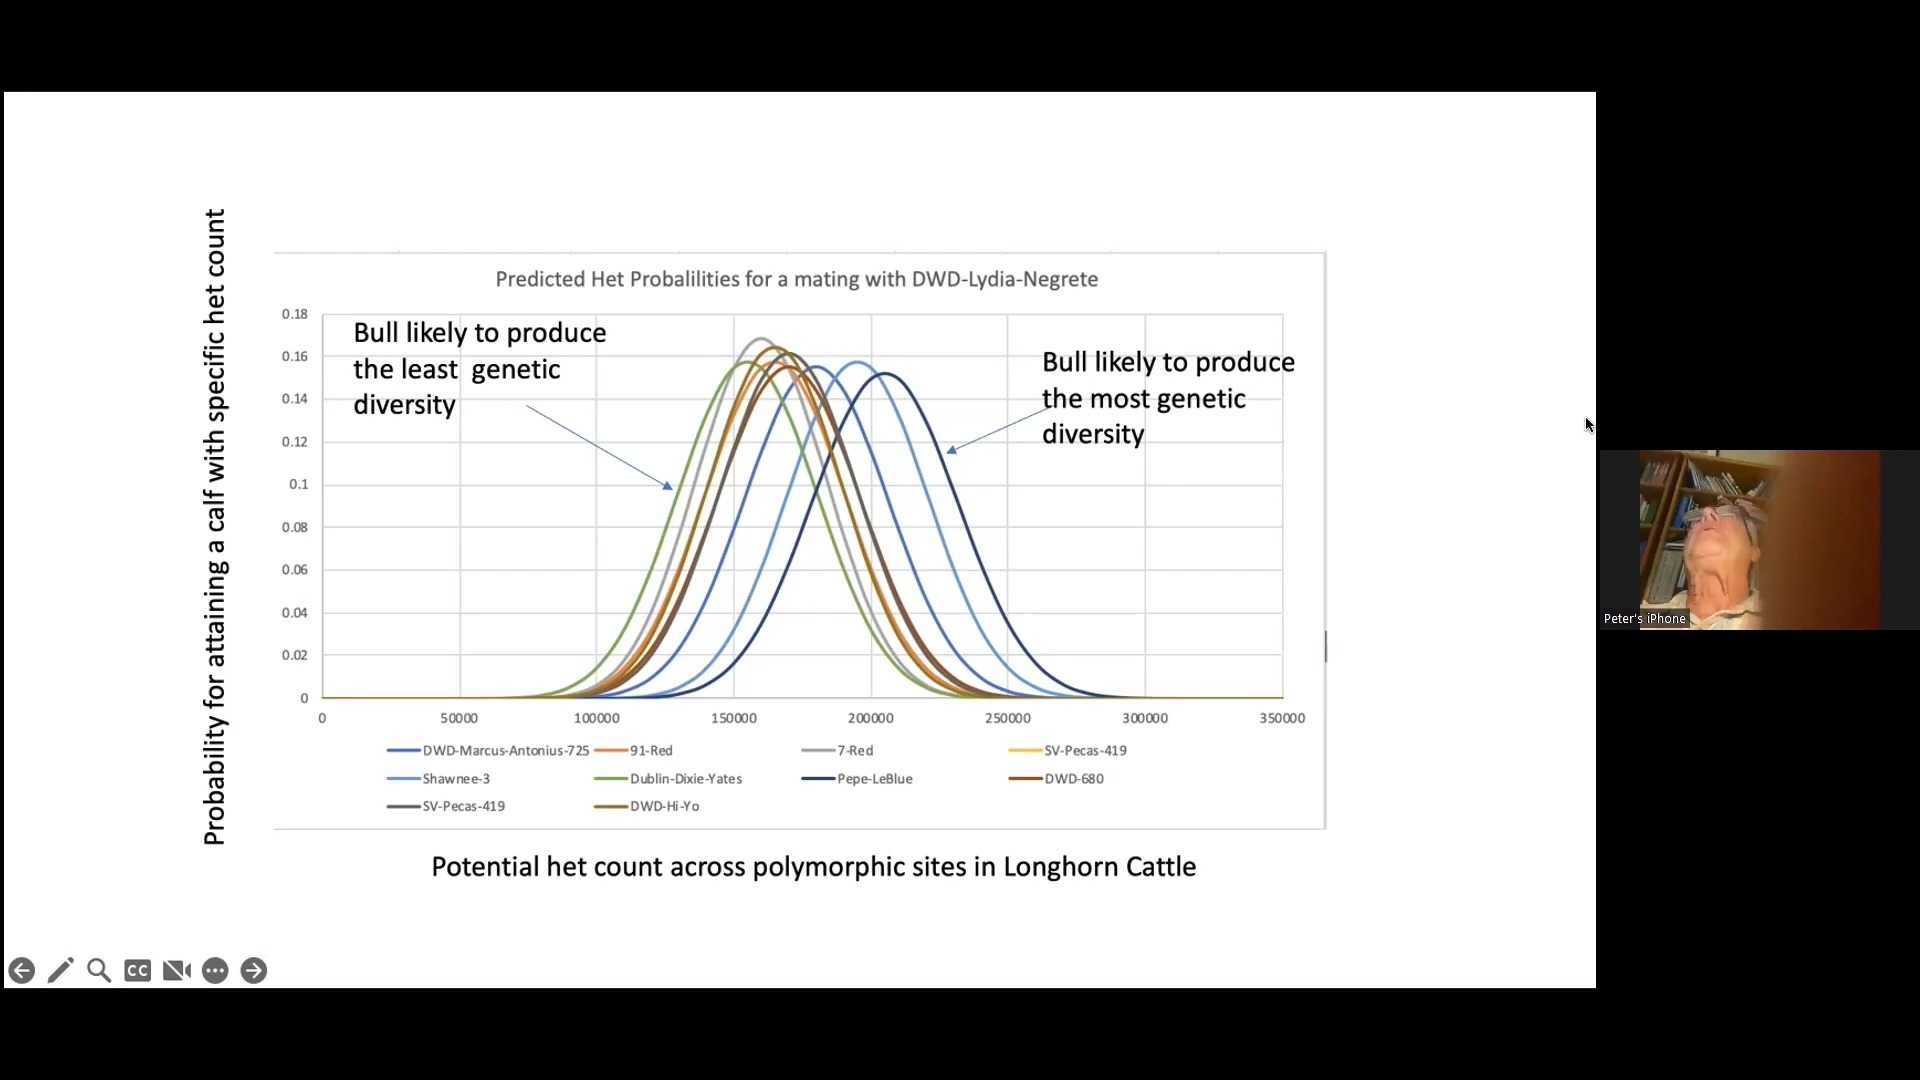 Predicted Het Probalilities for a mating with DWD-Lydia-Negrete
Probability for attaining a calf with specific het count
0.18
0.16
0.14
0.12
0.1
0.08
0.06
0.04
0.02
0
Bull likely to produce
the least genetic
diversity
Bull likely to produce
the most genetic
diversity
0 50000 100000 150000 200000 250000 300000 350000
DWD-Marcus-Antonius-725 91-Red 7-Red SV-Pecas-419
Shawnee-3 Dublin-Dixie-Yates Pepe-LeBlue DWD-680
SV-Pecas-419 DWD-Hi-Yo
Potential het count across polymorphic sites in Longhorn Cattle
CC
Peter's iPhone